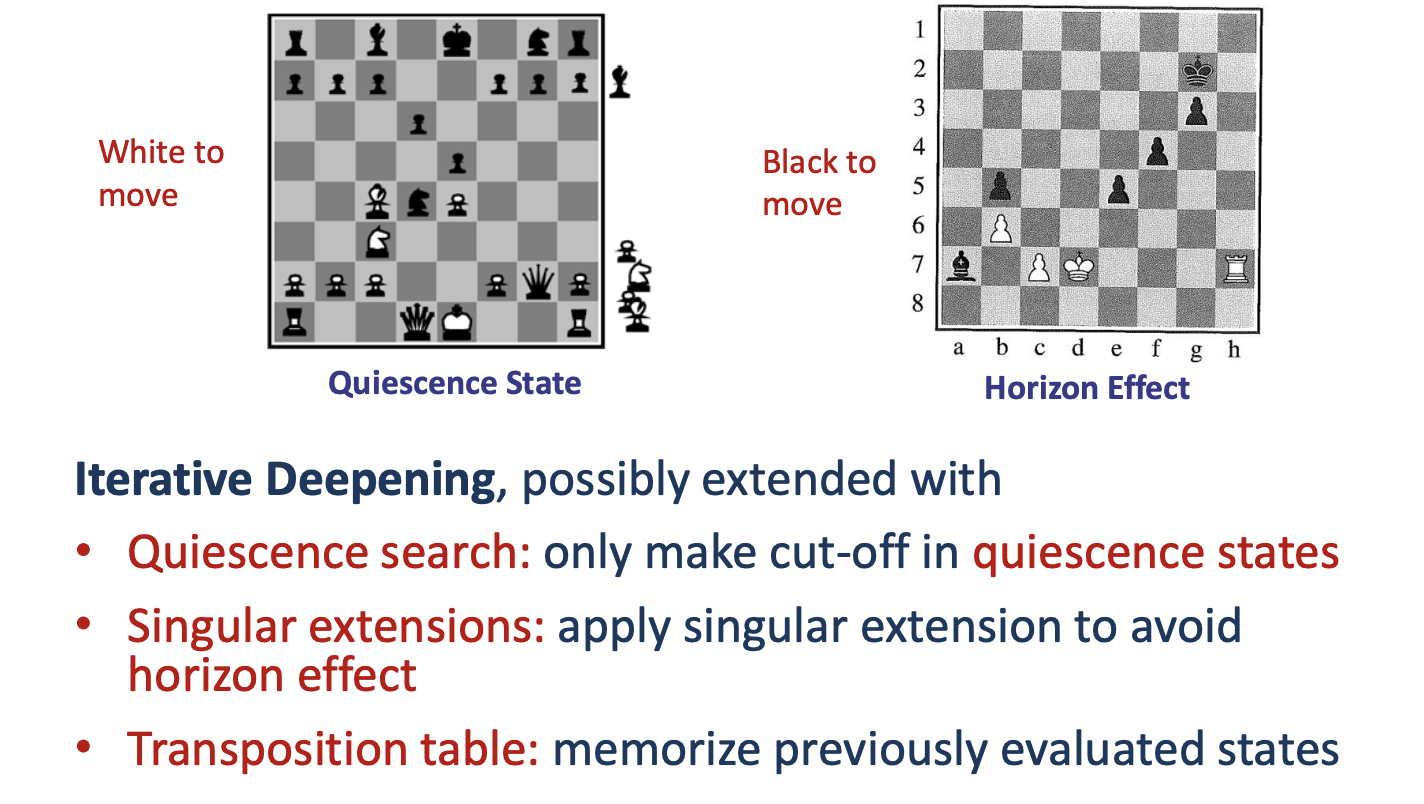 White to
move
Quiescence State
Black to
move
1
2
3
4
5
6
7
8
a b c d e f g h
Horizon Effect
Iterative Deepening, possibly extended with
• Quiescence search: only make cut-off in quiescence states
• Singular extensions: apply singular extension to avoid
horizon effect
• Transposition table: memorize previously evaluated states